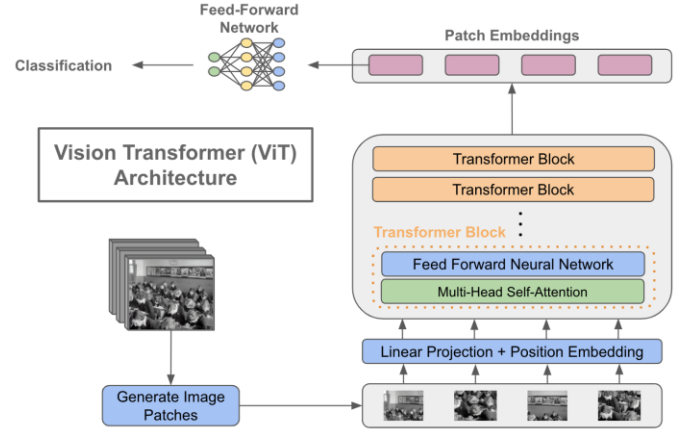 Feed-Forward
Network
Classification
Patch Embeddings
Vision Transformer (ViT)
Architecture
Transformer Block
Transformer Block
Transformer Block
Feed Forward Neural Network
Multi-Head Self-Attention
Linear Projection + Position Embedding
Generate Image
Patches